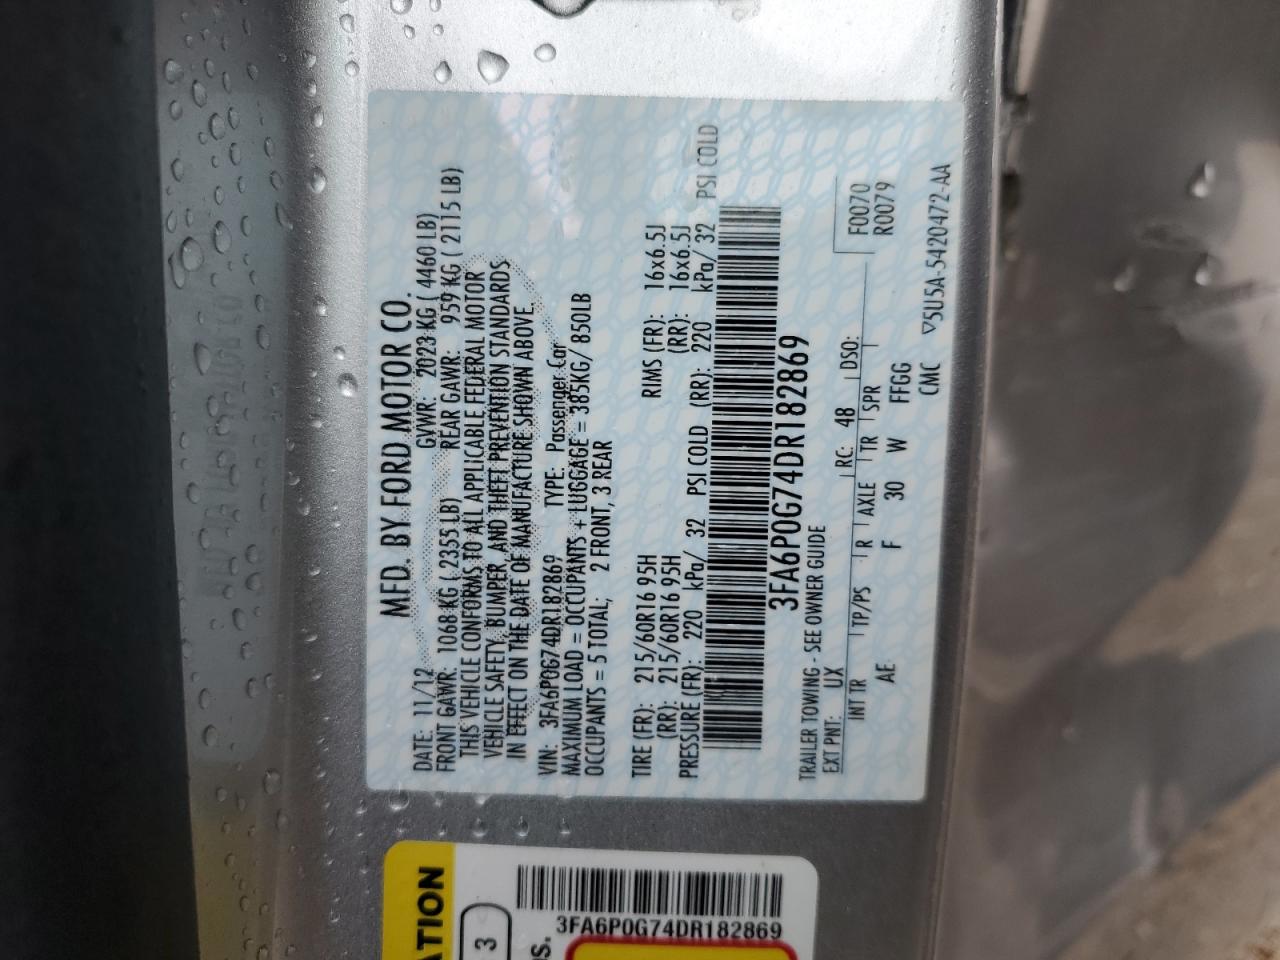 MFD. BY FORD MOTOR CO.
DATE: 11/12 GVWR: 2023 KG ( 4460 LB)
FRONT GAWR: 1068 KG ( 2355 LB) REAR GAWR: 959 KG ( 2115 LB)
THIS VEHICLE CONFORMS TO ALL APPLICABLE FEDERAL MOTOR
VEHICLE SAFETY, BUMPER, AND THEFT PREVENTION STANDARDS
IN EFFECT ON THE DATE OF MANUFACTURE SHOWN ABOVE.
VIN: 3FA6P0G74DR182869 TYPE: Passenger Car
MAXIMUM LOAD = OCCUPANTS + LUGGAGE = 385KG/ 850LB
OCCUPANTS = 5 TOTAL, 2 FRONT, 3 REAR
TIRE (FR): 215/60R16 95H RIMS (FR): 16x6.5J
(RR): 215/60R16 95H (RR): 16x6.5J
PRESSURE (FR): 220 kPa/ 32 PSI COLD (RR): 220 kPa/ 32 PSI COLD
3FA6P0G74DR182869
TRAILER TOWING - SEE OWNER GUIDE
EXT PNT: UX RC: 48 DSO: F0070
INT TR TP/PS R AXLE TR SPR R0079
AE F 30 W FFGG
CMC ▽5U5A-5420472-AA
ATION
3
3FA6P0G74DR182869